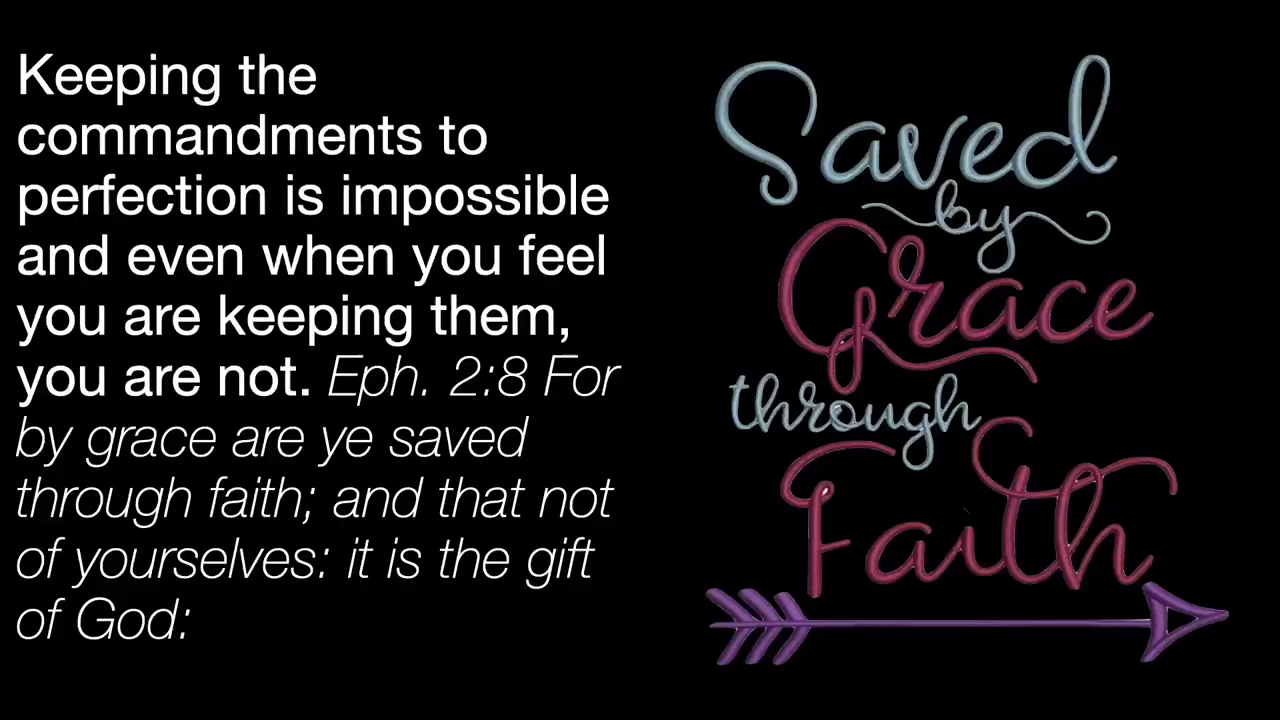 Keeping the
commandments to
perfection is impossible
and even when you feel
you are keeping them,
you are not. Eph. 2:8 For
by grace are ye saved
through faith; and that not
of yourselves: it is the gift
of God:
Saved
by
Grace
through
Faith